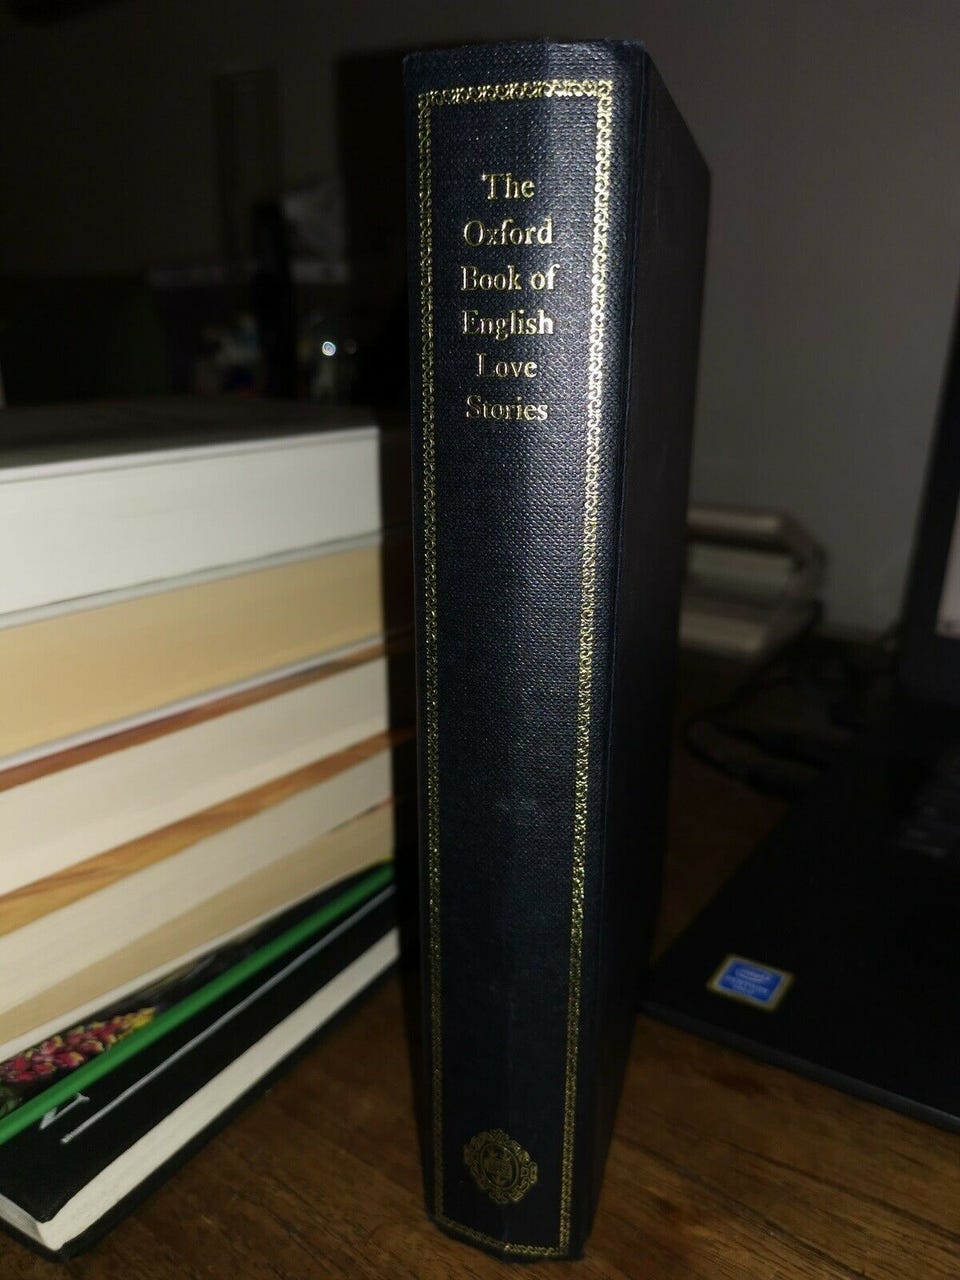 The
Oxford
Book of
English
Love
Stories